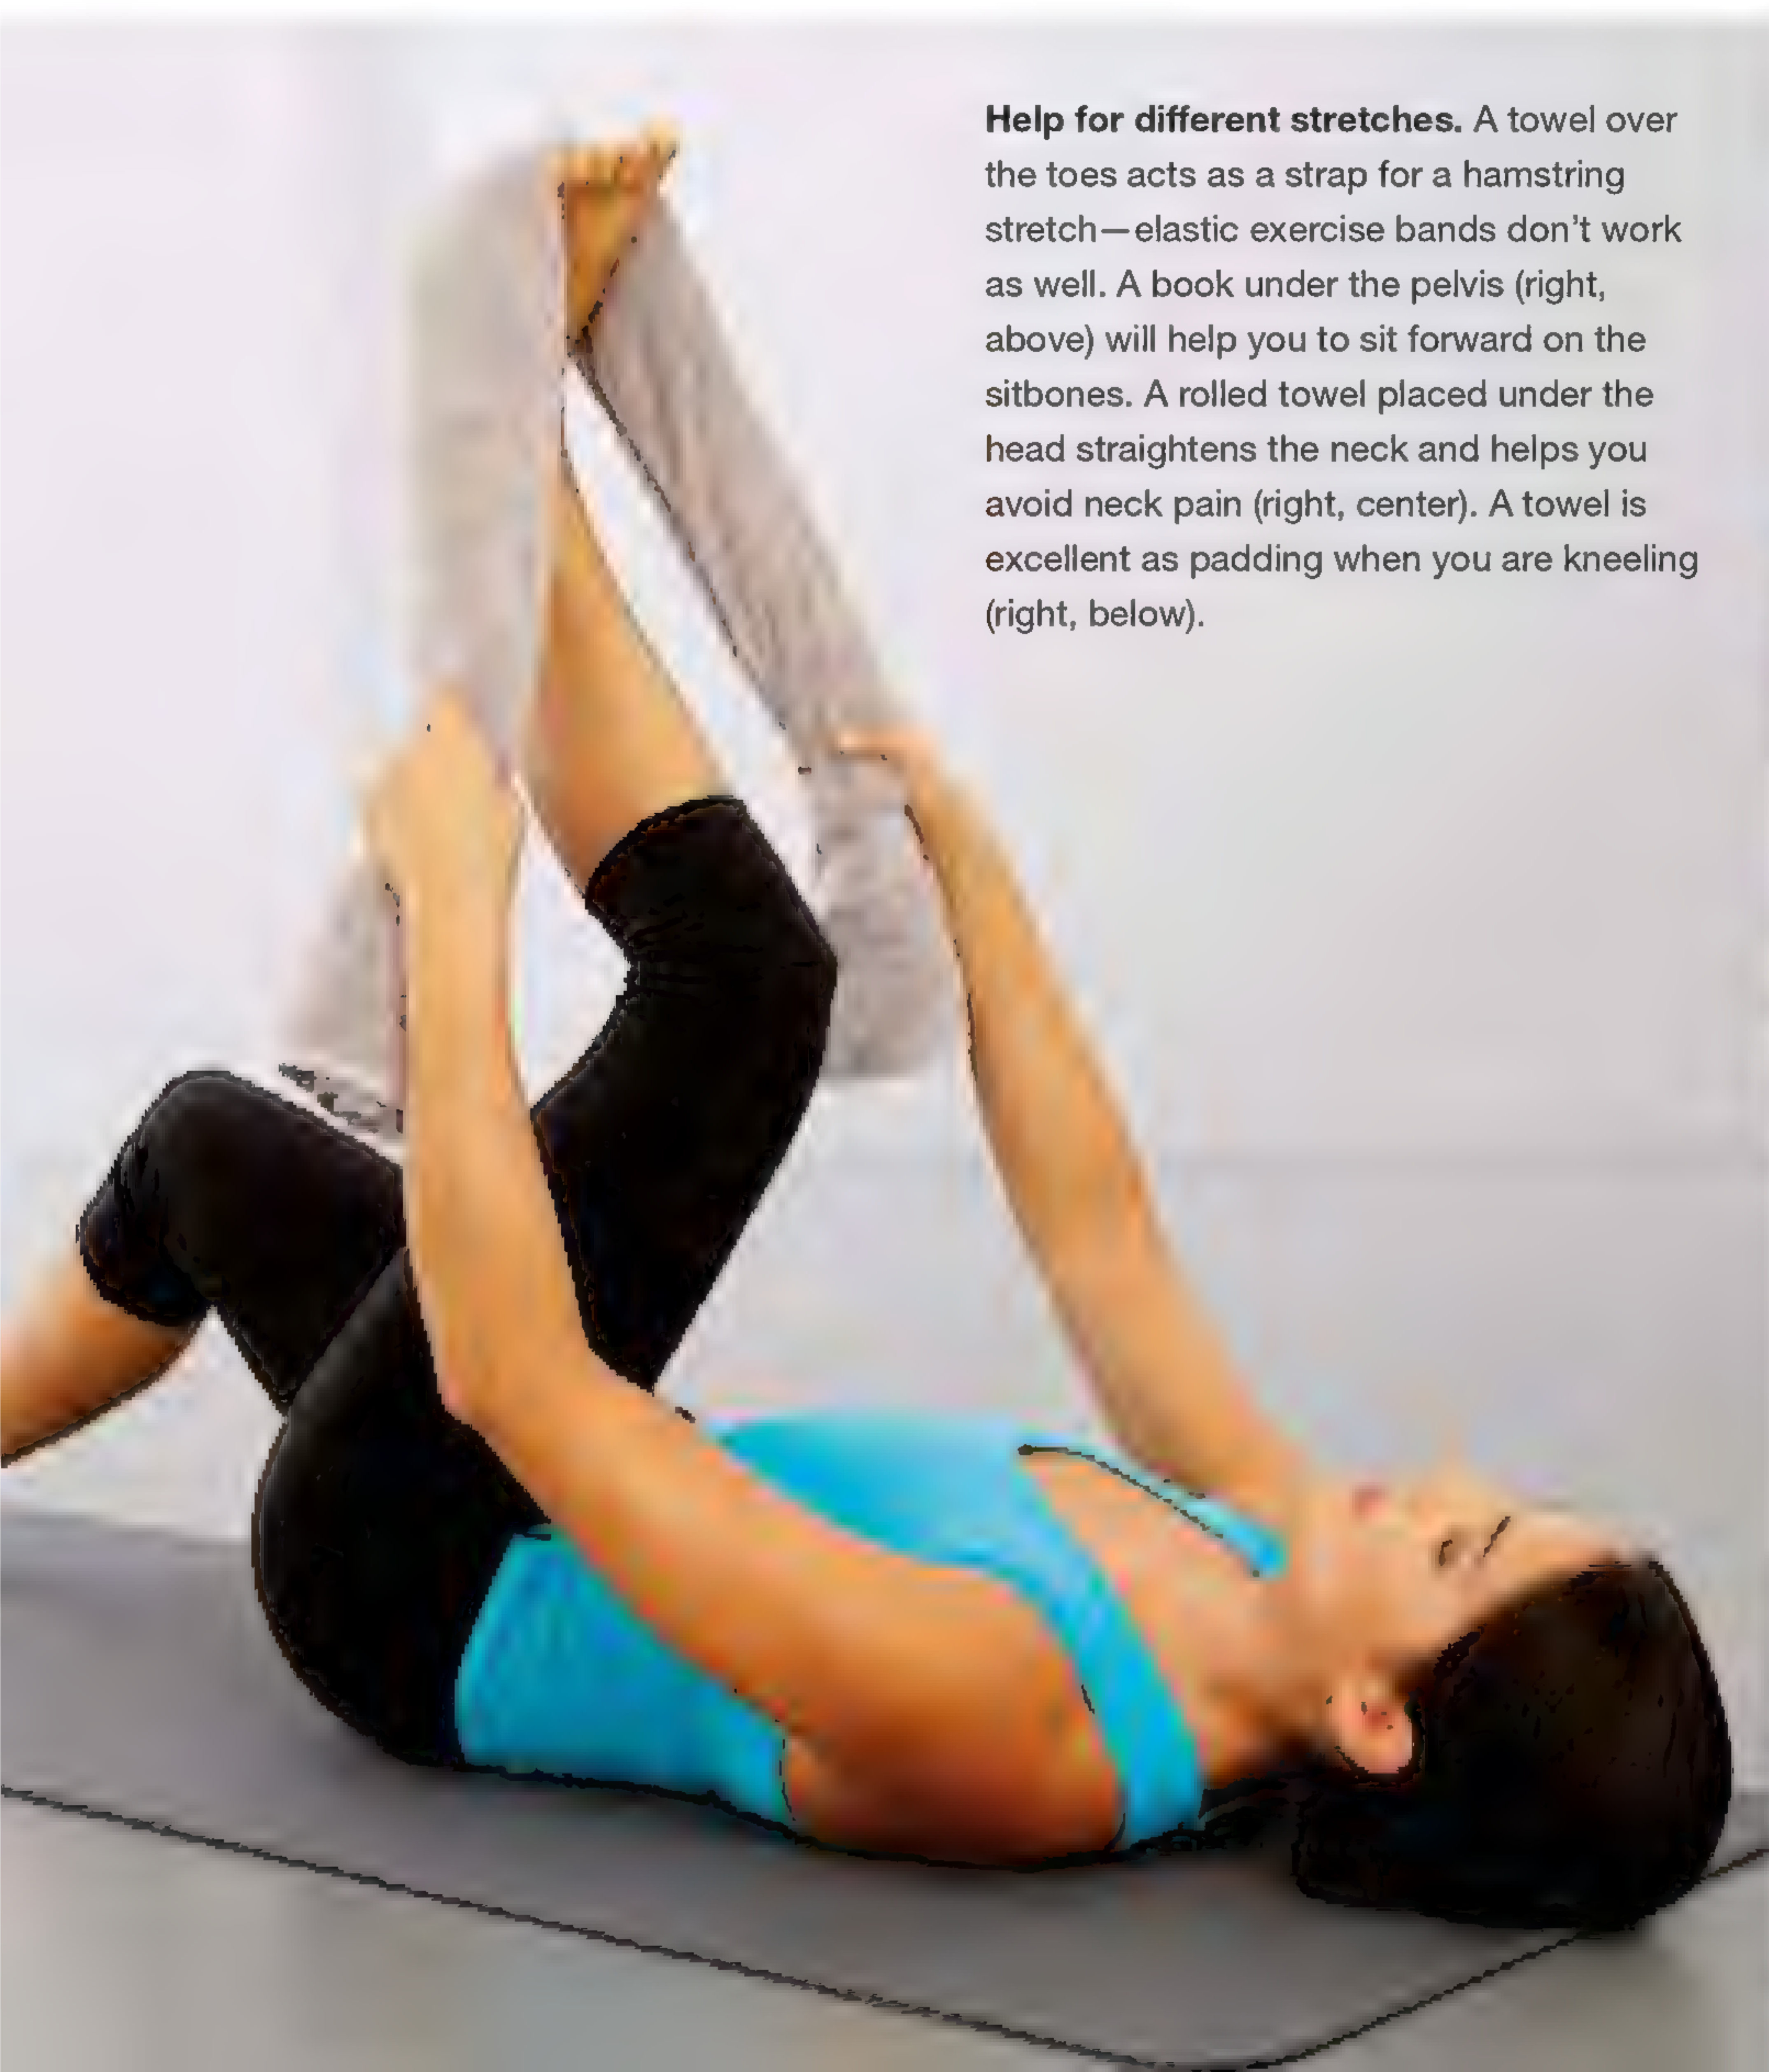 Help for different stretches. A towel over
the toes acts as a strap for a hamstring
stretch—elastic exercise bands don't work
as well. A book under the pelvis (right,
above) will help you to sit forward on the
sitbones. A rolled towel placed under the
head straightens the neck and helps you
avoid neck pain (right, center). A towel is
excellent as padding when you are kneeling
(right, below).